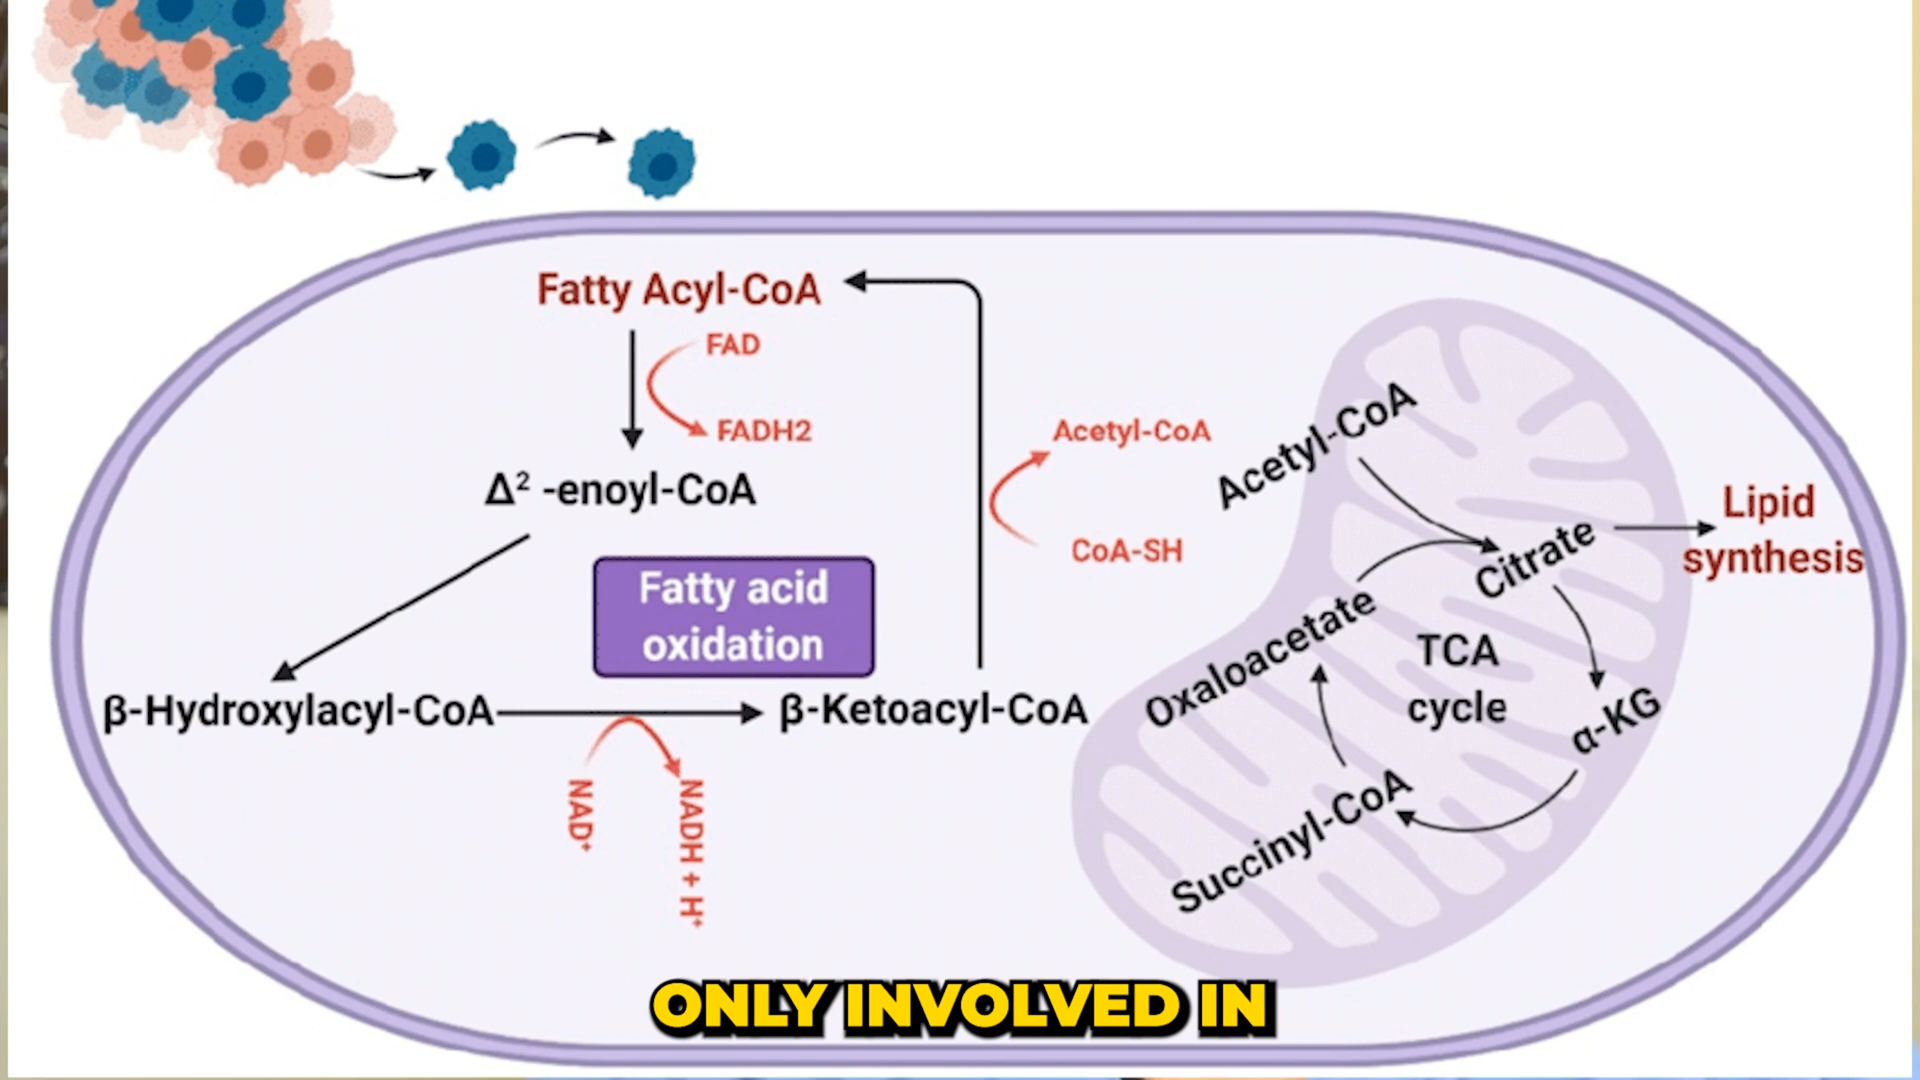 Fatty Acyl-CoA
FAD
FADH2
Δ² -enoyl-CoA
Acetyl-CoA
CoA-SH
Fatty acid
oxidation
β-Hydroxylacyl-CoA
β-Ketoacyl-CoA
NAD⁺
NADH + H⁺
Acetyl-CoA
Citrate
Lipid
synthesis
Oxaloacetate
TCA
cycle
α-KG
Succinyl-CoA
ONLY INVOLVED IN